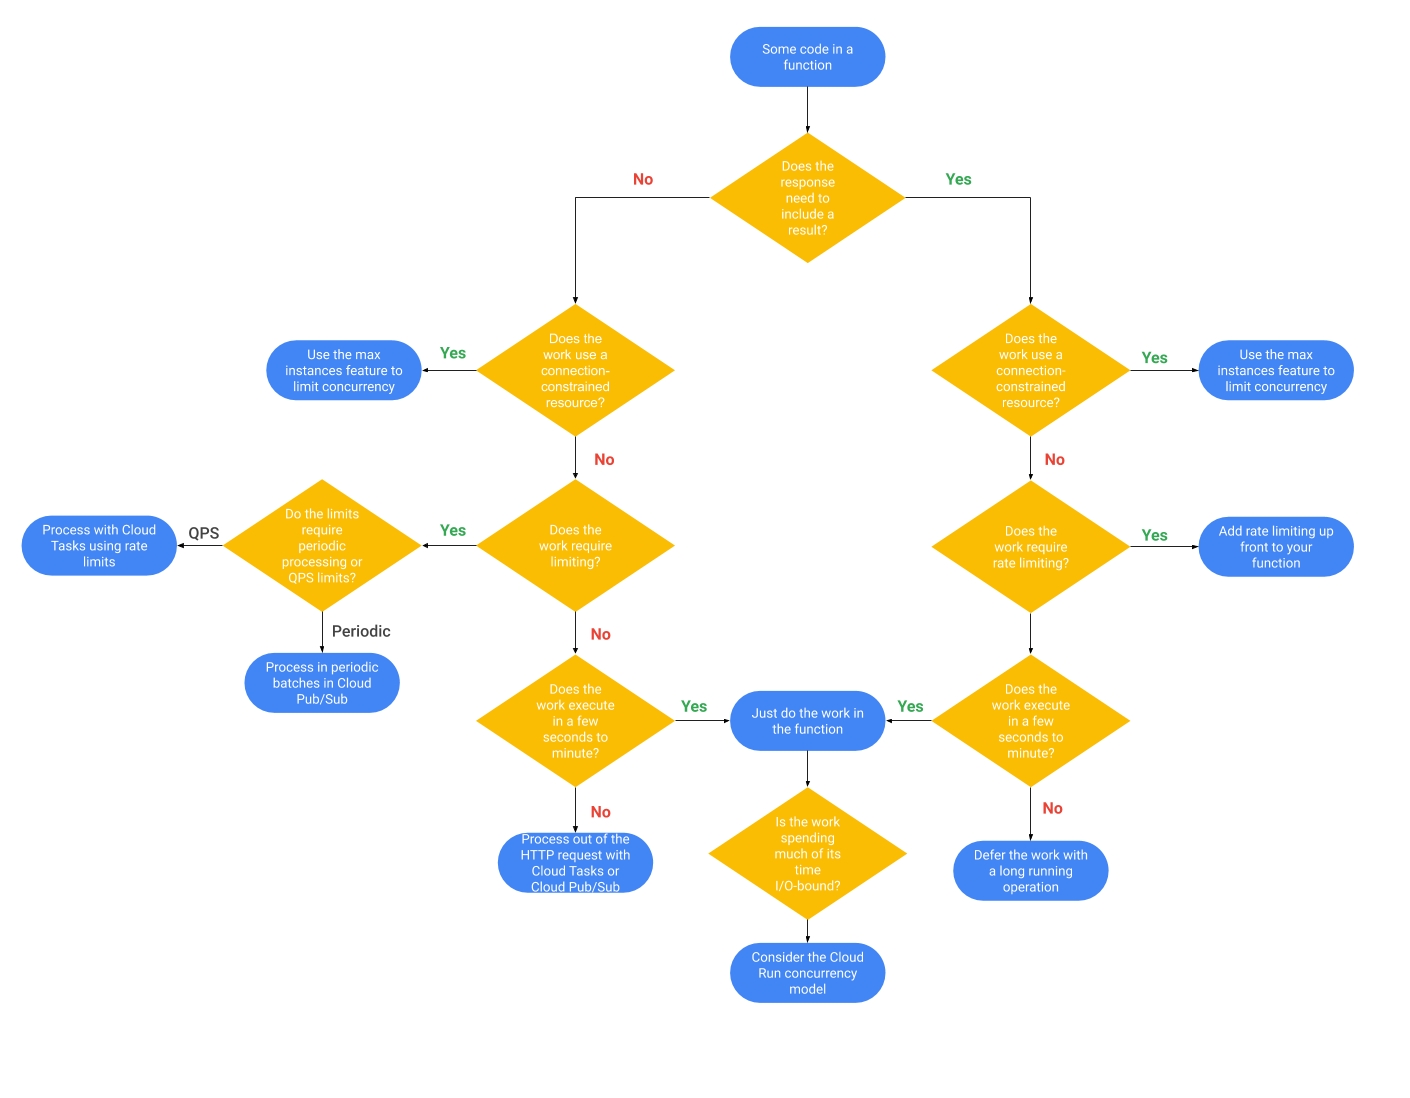 Some code in a
function
Does the
response
need to
include a
result?
No
Yes
Does the
work use a
connection-
constrained
resource?
Yes
Use the max
instances feature to
limit concurrency
Does the
work use a
connection-
constrained
resource?
Yes
Use the max
instances feature to
limit concurrency
No
No
Process with Cloud
Tasks using rate
limits
QPS
Do the limits
require
periodic
processing or
QPS limits?
Yes
Does the
work require
limiting?
Does the
work require
rate limiting?
Yes
Add rate limiting up
front to your
function
Periodic
No
Process in periodic
batches in Cloud
Pub/Sub
Does the
work execute
in a few
seconds to
minute?
Yes
Just do the work in
the function
Yes
Does the
work execute
in a few
seconds to
minute?
No
No
Process out of the
HTTP request with
Cloud Tasks or
Cloud Pub/Sub
Is the work
spending
much of its
time
I/O-bound?
Defer the work with
a long running
operation
Consider the Cloud
Run concurrency
model